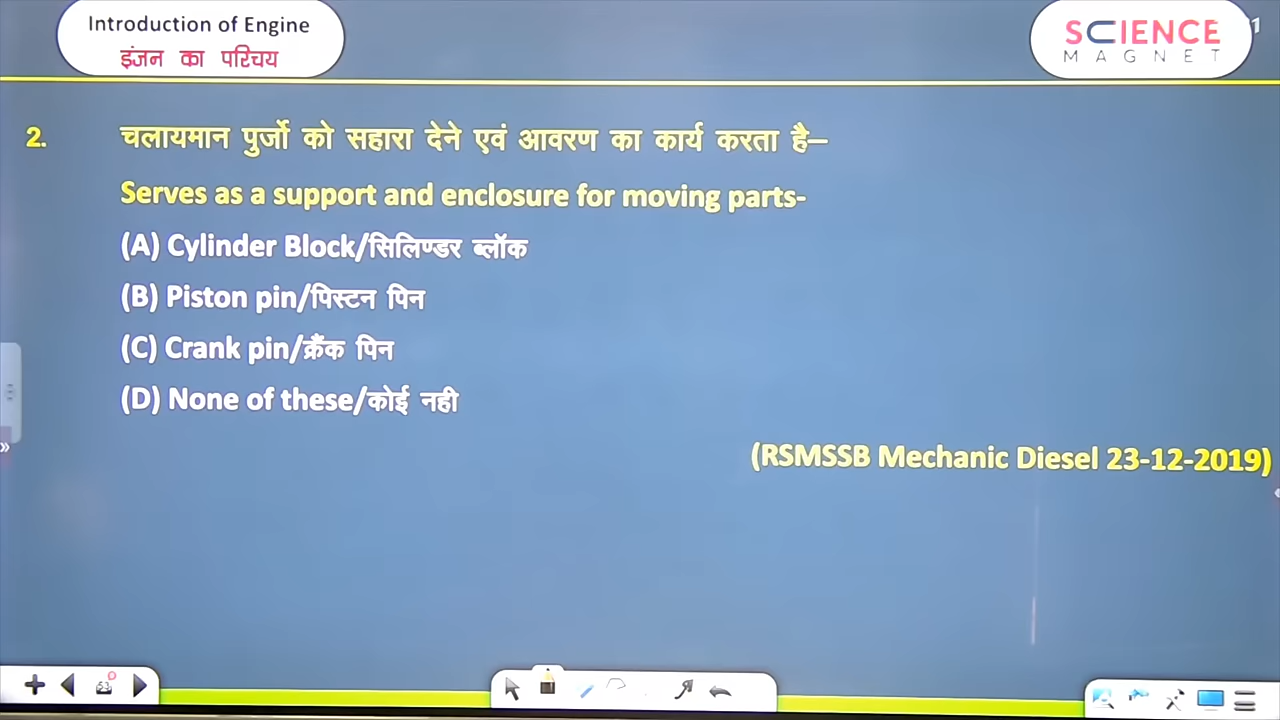 Introduction of Engine
इंजन का परिचय
SCIENCE
MAGNET
2.
चलायमान पुर्जो को सहारा देने एवं आवरण का कार्य करता है–
Serves as a support and enclosure for moving parts-
(A) Cylinder Block/सिलिण्डर ब्लॉक
(B) Piston pin/पिस्टन पिन
(C) Crank pin/क्रैंक पिन
(D) None of these/कोई नही
(RSMSSB Mechanic Diesel 23-12-2019)